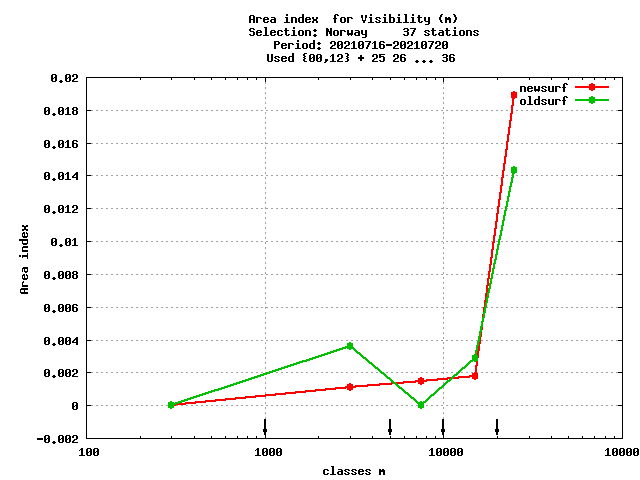 Area index  for Visibility (m)
Selection: Norway     37 stations
Period: 20210716-20210720
Used {00,12} + 25 26 ... 36
0.02
newsurf
oldsurf
0.018
0.016
0.014
0.012
0.01
0.008
0.006
0.004
0.002
0
-0.002
Area index
100
1000
10000
100000
classes m